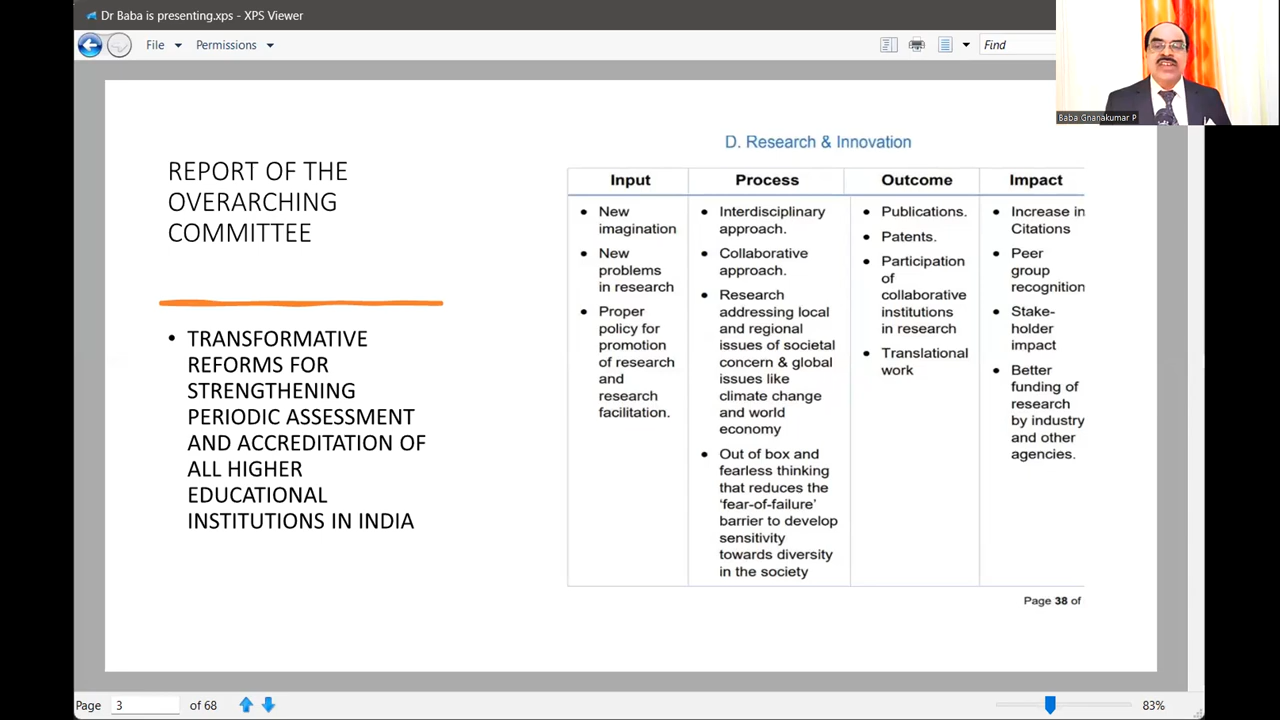 Dr Baba is presenting.xps - XPS Viewer
File
Permissions
Find
Baba Gnanakumar P
REPORT OF THE
OVERARCHING
COMMITTEE
• TRANSFORMATIVE
REFORMS FOR
STRENGTHENING
PERIODIC ASSESSMENT
AND ACCREDITATION OF
ALL HIGHER
EDUCATIONAL
INSTITUTIONS IN INDIA
D. Research & Innovation
Input
• New
imagination
• New
problems
in research
• Proper
policy for
promotion
of research
and
research
facilitation.
Process
• Interdisciplinary
approach.
• Collaborative
approach.
• Research
addressing local
and regional
issues of societal
concern & global
issues like
climate change
and world
economy
• Out of box and
fearless thinking
that reduces the
‘fear-of-failure’
barrier to develop
sensitivity
towards diversity
in the society
Outcome
• Publications.
• Patents.
• Participation
of
collaborative
institutions
in research
• Translational
work
Impact
• Increase in
Citations
• Peer
group
recognition
• Stake-
holder
impact
• Better
funding of
research
by industry
and other
agencies.
Page 38 of
Page 3 of 68
83%